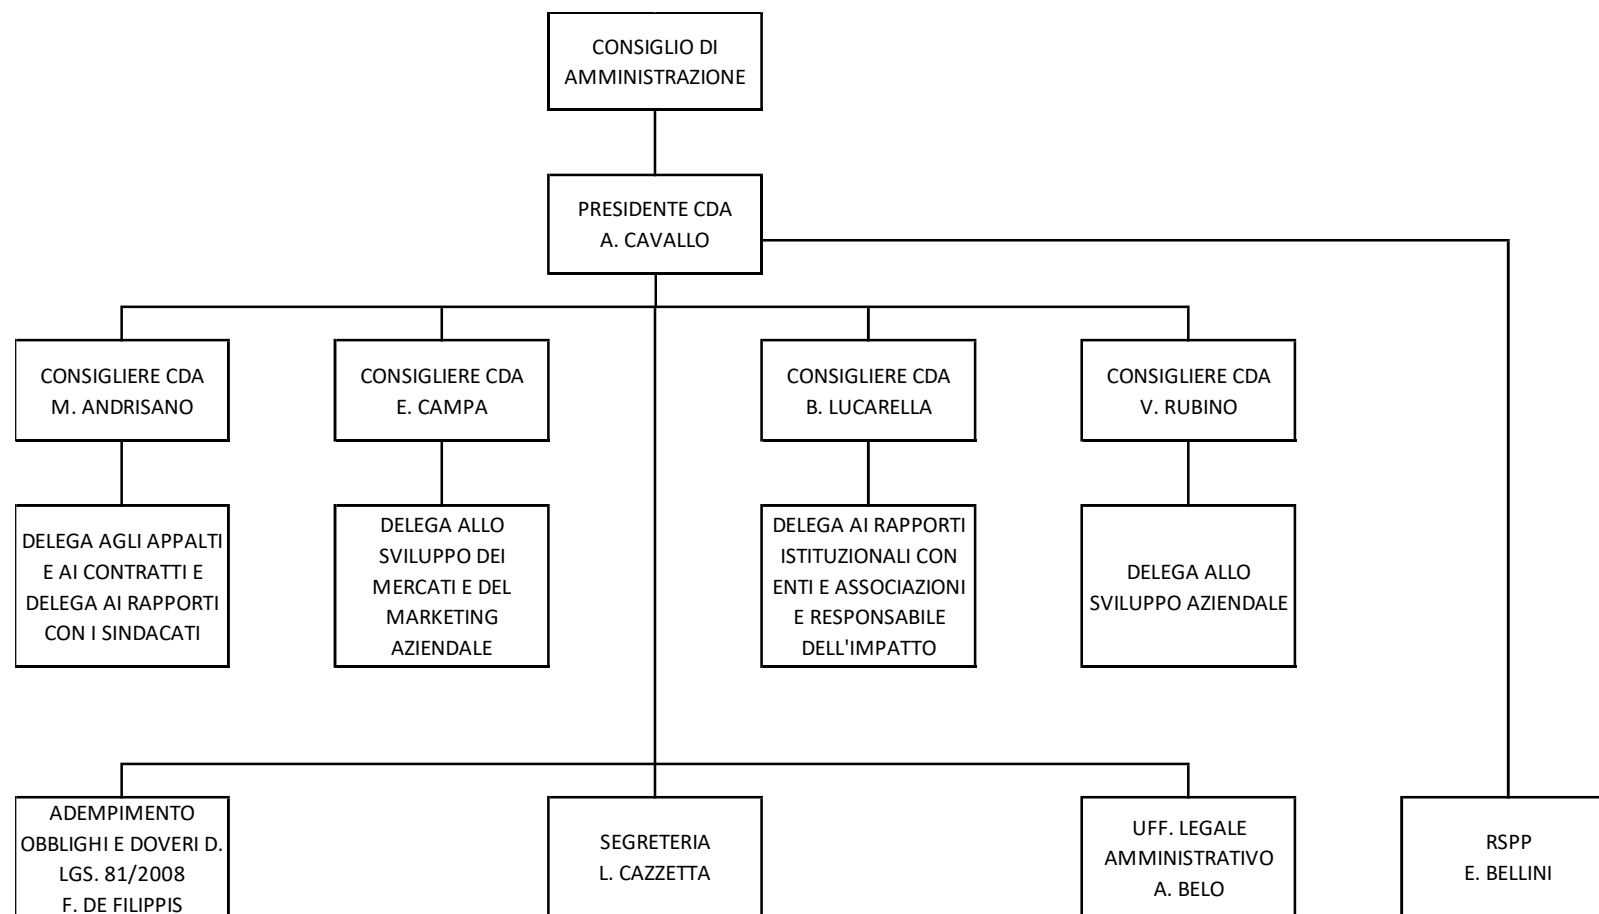 CONSIGLIO DI
AMMINISTRAZIONE
PRESIDENTE CDA
A. CAVALLO
CONSIGLIERE CDA
M. ANDRISANO
CONSIGLIERE CDA
E. CAMPA
CONSIGLIERE CDA
B. LUCARELLA
CONSIGLIERE CDA
V. RUBINO
DELEGA AGLI APPALTI
E AI CONTRATTI E
DELEGA AI RAPPORTI
CON I SINDACATI
DELEGA ALLO
SVILUPPO DEI
MERCATI E DEL
MARKETING
AZIENDALE
DELEGA AI RAPPORTI
ISTITUZIONALI CON
ENTI E ASSOCIAZIONI
E RESPONSABILE
DELL'IMPATTO
DELEGA ALLO
SVILUPPO AZIENDALE
ADEMPIMENTO
OBBLIGHI E DOVERI D.
LGS. 81/2008
F. DE FILIPPIS
SEGRETERIA
L. CAZZETTA
UFF. LEGALE
AMMINISTRATIVO
A. BELO
RSPP
E. BELLINI